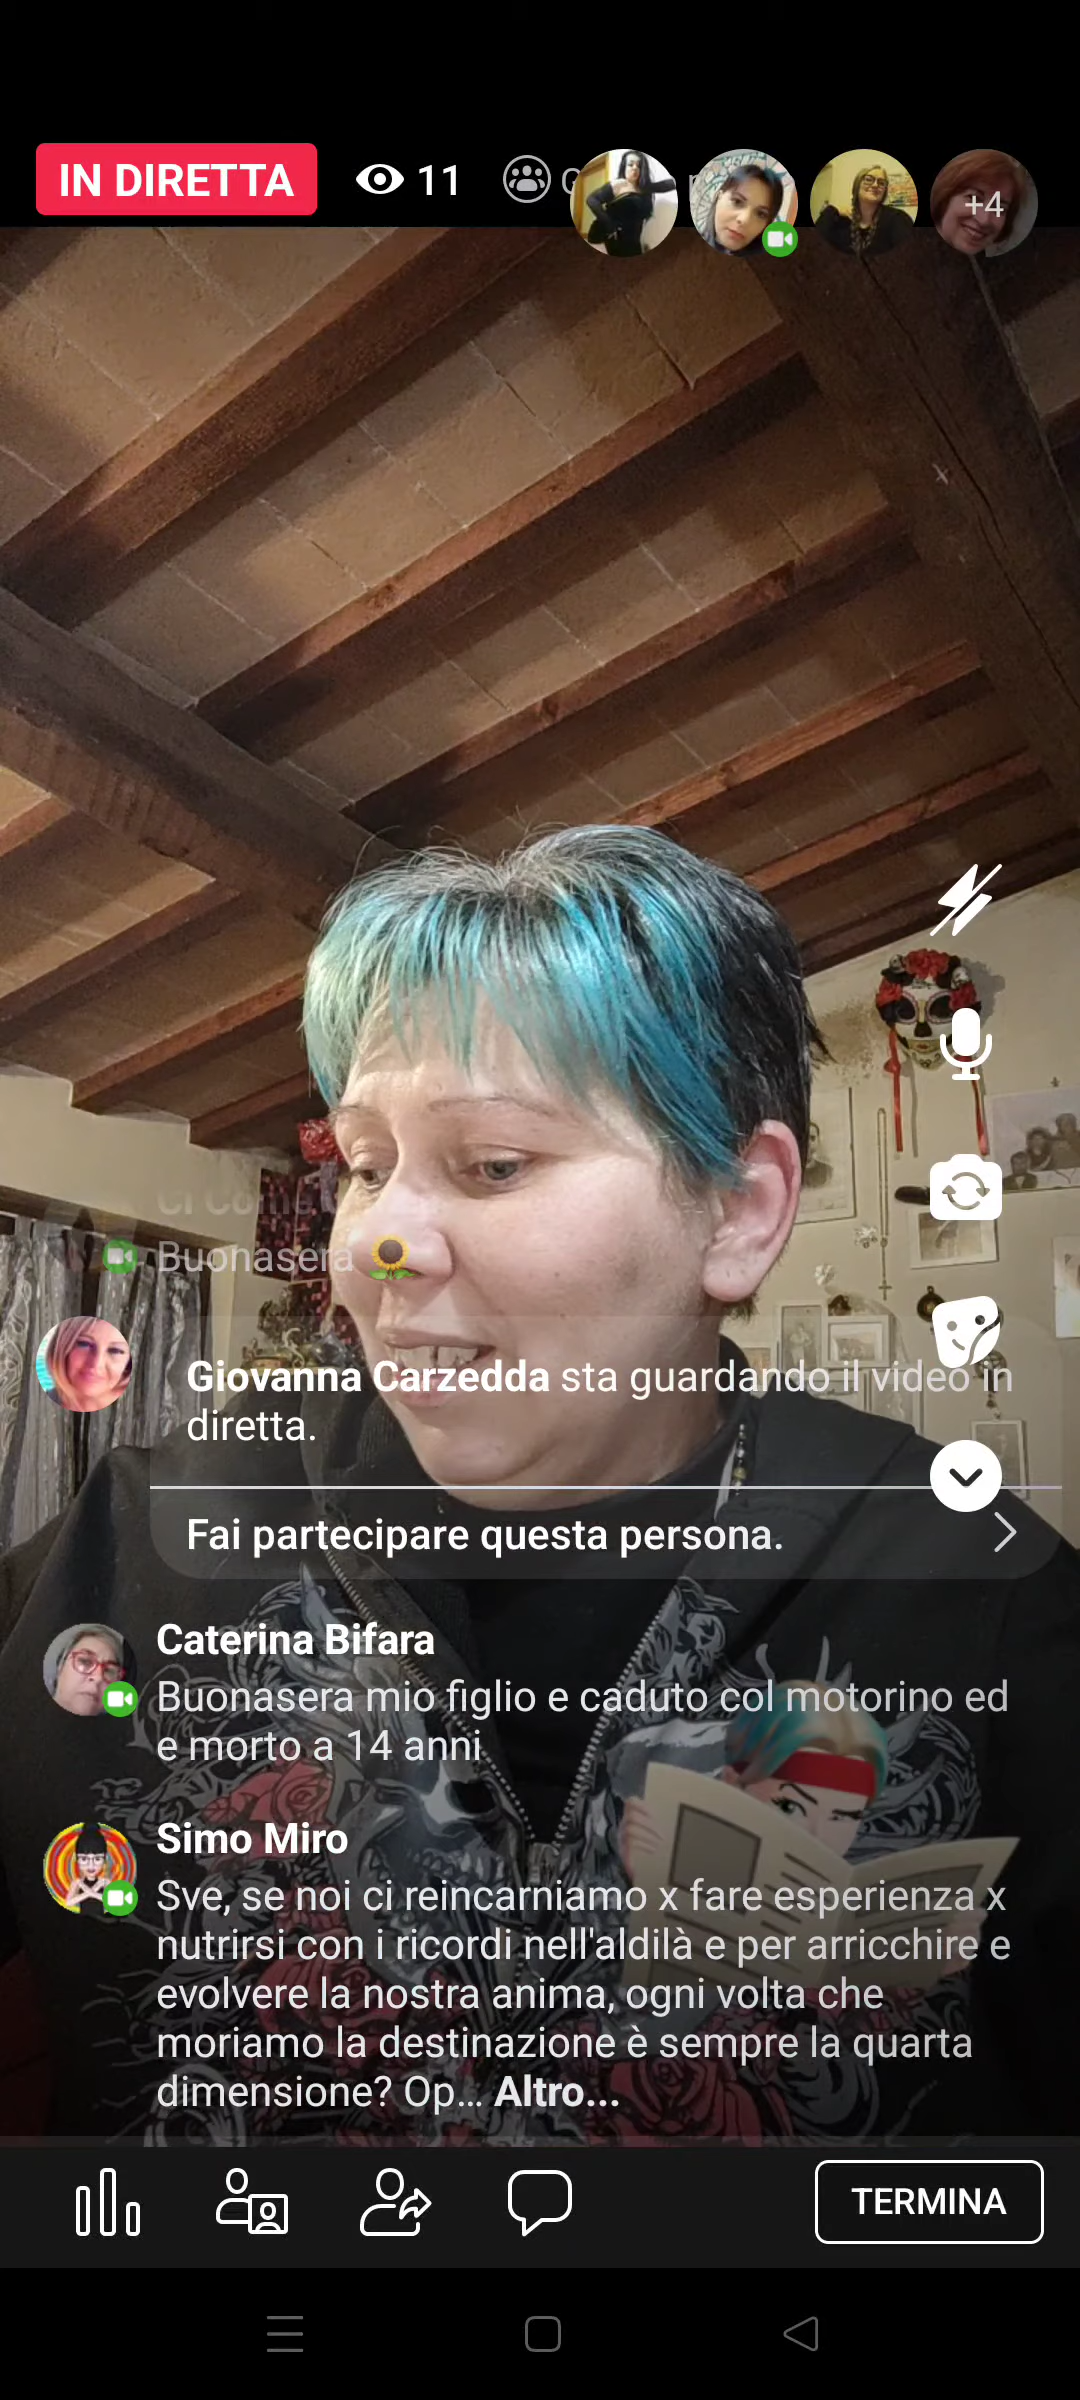 IN DIRETTA
11
Buonasera 🌻
Giovanna Carzedda sta guardando il video in
diretta.
Fai partecipare questa persona.
Caterina Bifara
Buonasera mio figlio e caduto col motorino ed
e morto a 14 anni
Simo Miro
Sve, se noi ci reincarniamo x fare esperienza x
nutrirsi con i ricordi nell'aldilà e per arricchire e
evolvere la nostra anima, ogni volta che
moriamo la destinazione è sempre la quarta
dimensione? Op... Altro...
+4
TERMINA